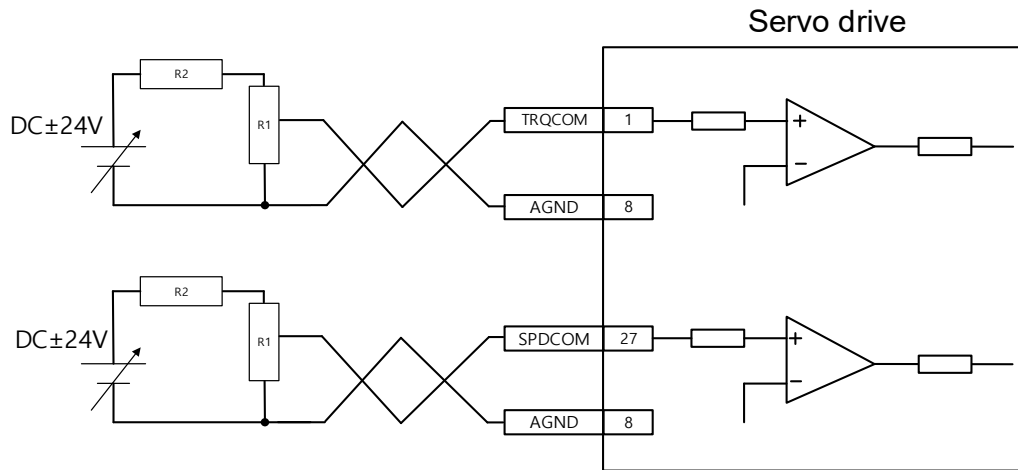 Servo drive
R2
DC±24V
R1
TRQCOM 1
+
−
AGND 8
R2
DC±24V
R1
SPDCOM 27
+
−
AGND 8